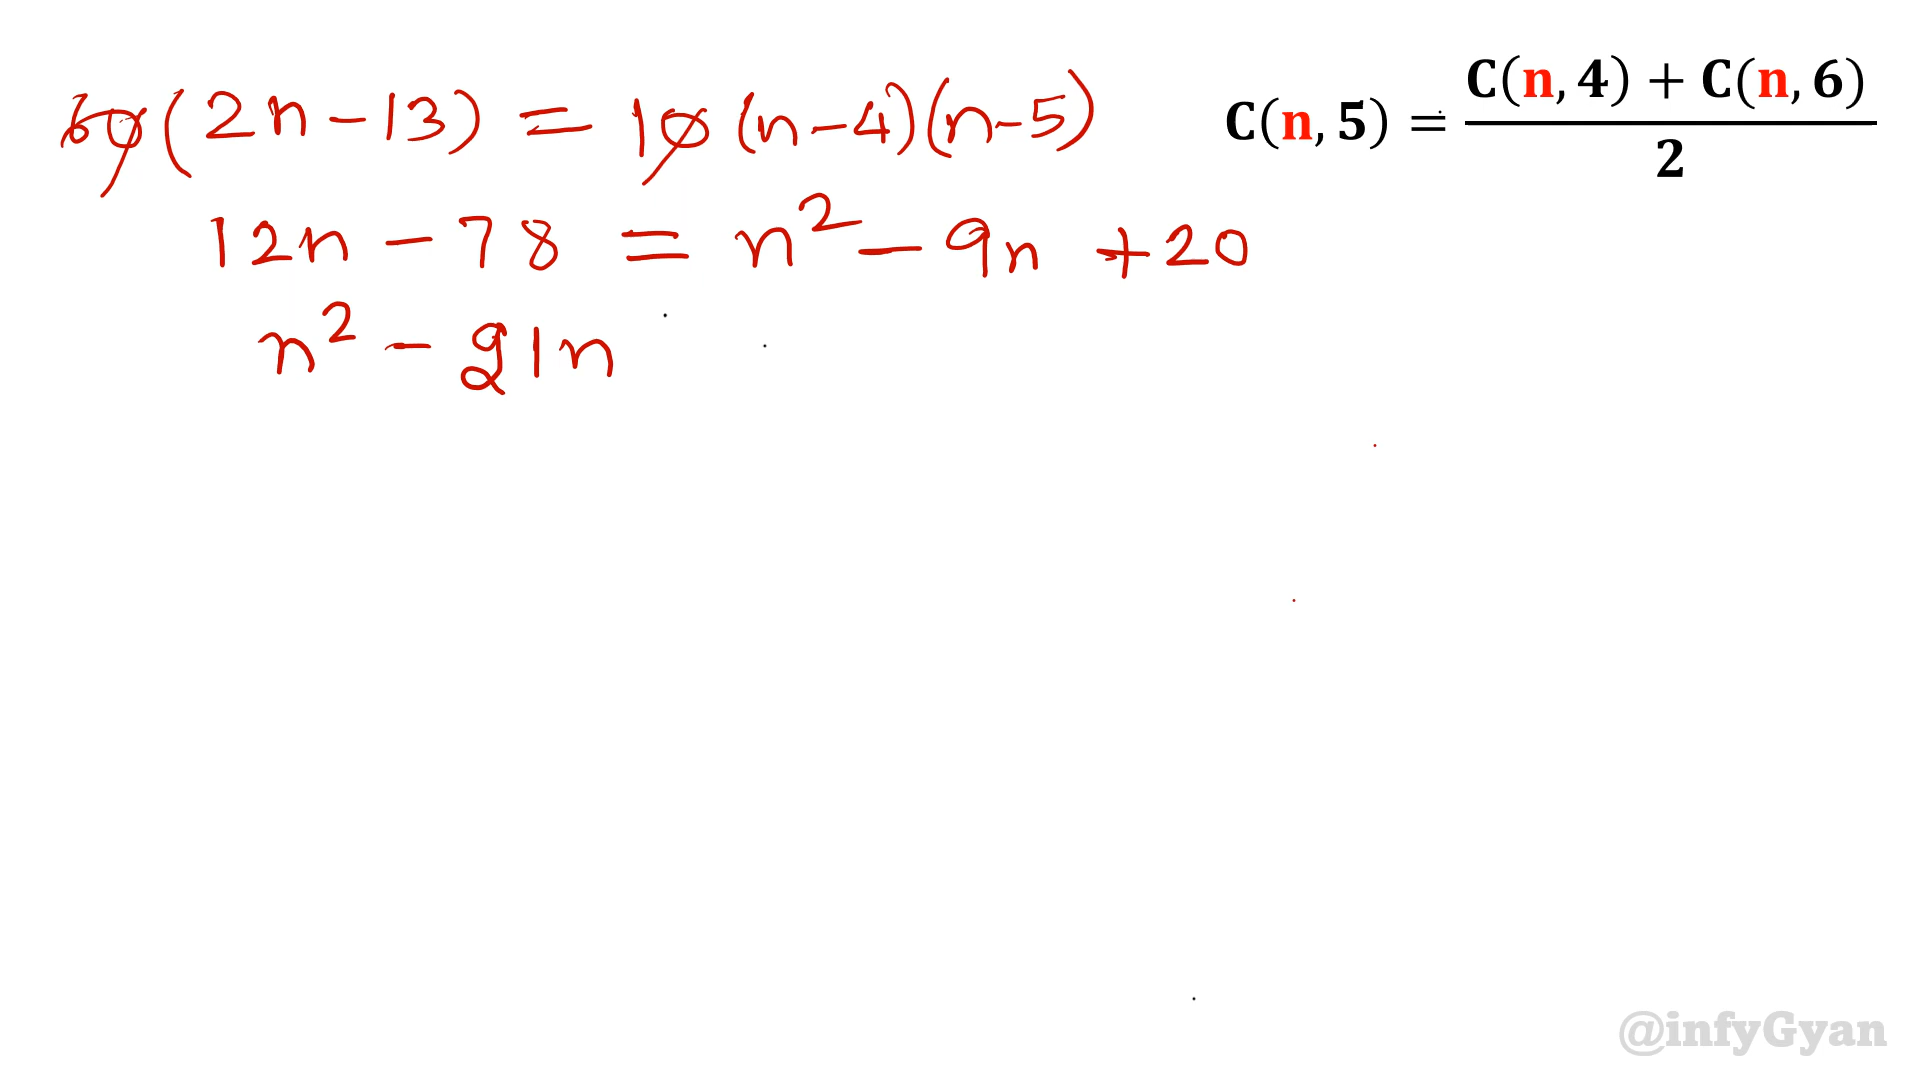 60(2n-13) = 10(n-4)(n-5)
C(n,5) = (C(n,4) + C(n,6))/2
12n - 78 = n² - 9n + 20
n² - 21n
@infyGyan